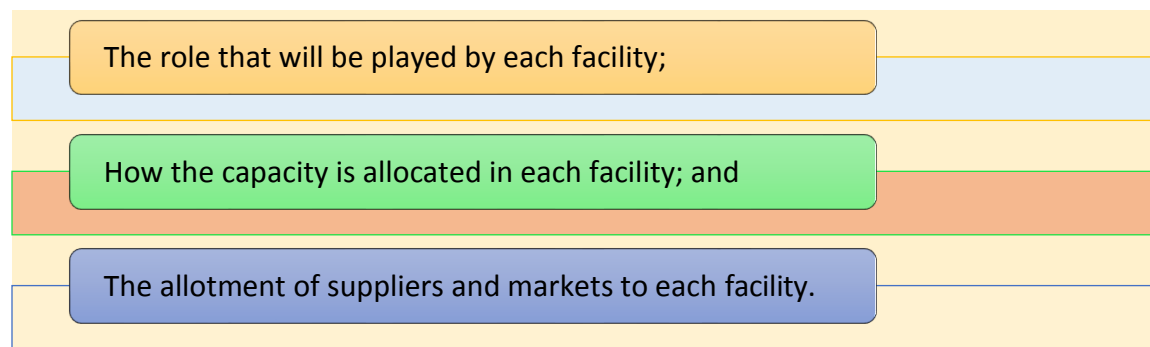 The role that will be played by each facility;
How the capacity is allocated in each facility; and
The allotment of suppliers and markets to each facility.